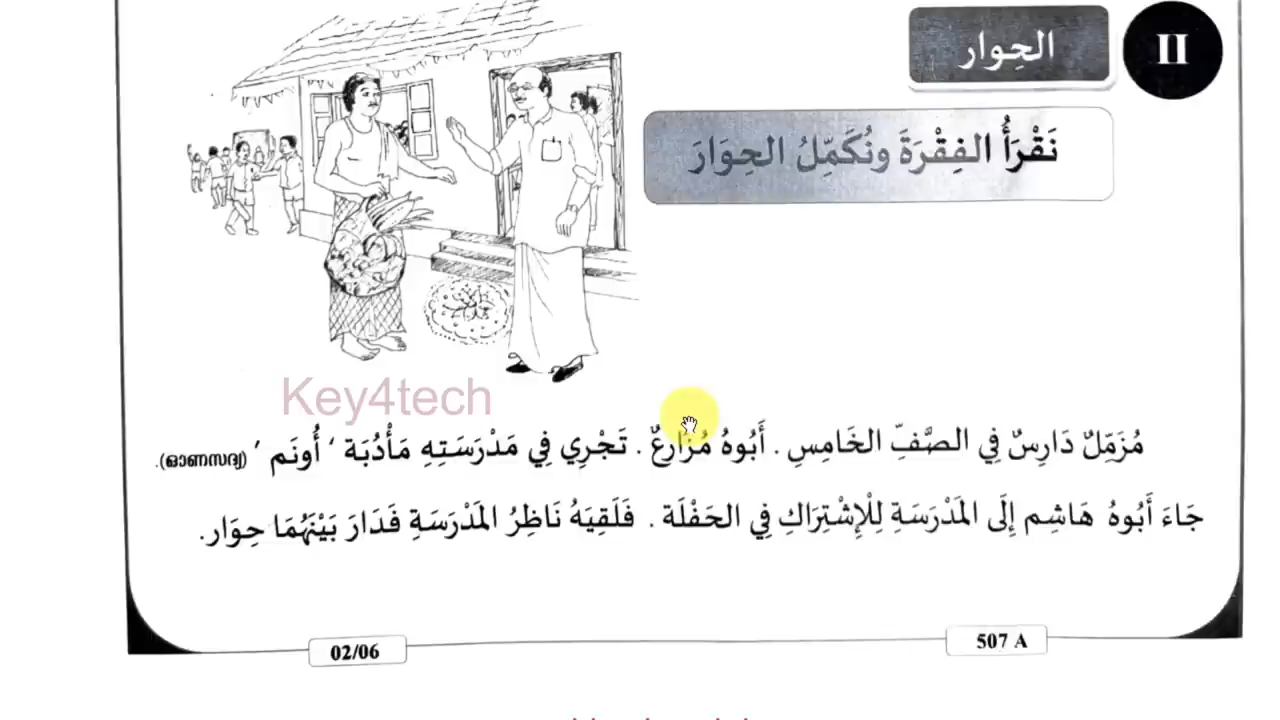 II
الحِوار
نَقْرَأُ الفِقْرَةَ ونُكَمِّلُ الحِوَارَ
Key4tech
مُزَمِّلٌ دَارِسٌ فِي الصَّفِّ الخَامِسِ . أَبُوهُ مُزَارِعٌ . تَجْرِي فِي مَدْرَسَتِهِ مَأْدُبَة ‘ أُونَم ’ (ഓണസദ്യ).
جَاءَ أَبُوهُ هَاشِم إِلَى المَدْرَسَةِ لِلْإِشْتِرَاكِ فِي الحَفْلَة . فَلَقِيَهُ نَاظِرُ المَدْرَسَةِ فَدَارَ بَيْنَهُمَا حِوَار.
507 A
02/06